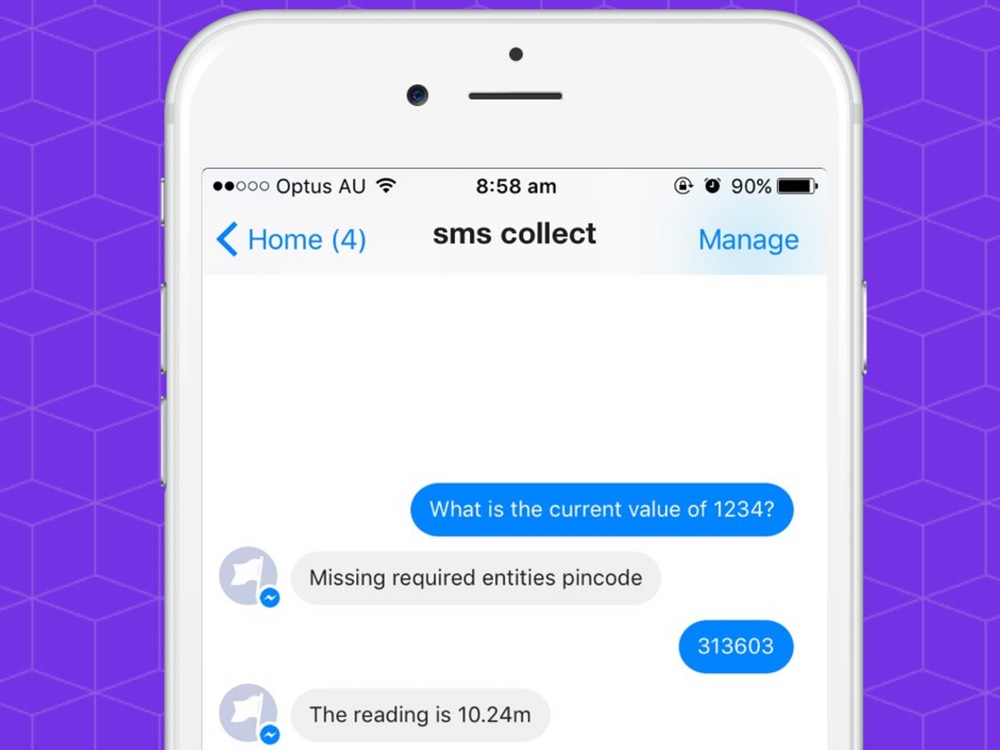 Optus AU 8:58 am 90%
Home (4) sms collect Manage
What is the current value of 1234?
Missing required entities pincode
313603
The reading is 10.24m